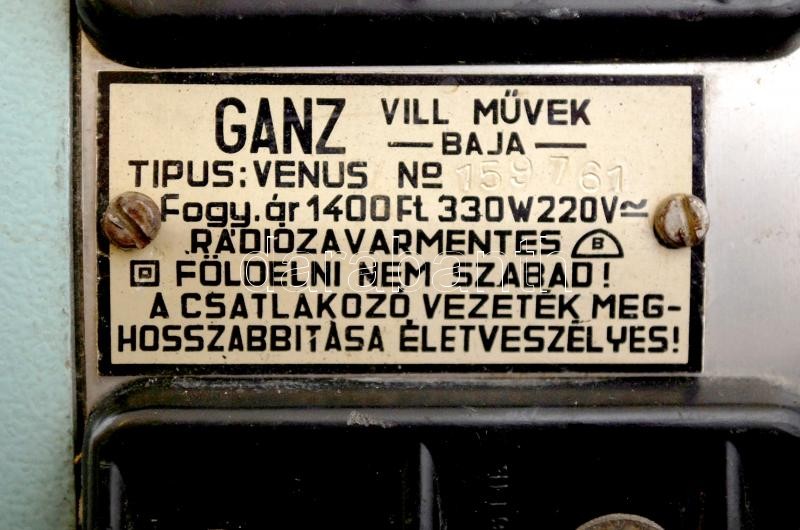 GANZ VILL MŰVEK
— BAJA —
TIPUS: VENUS № 159761
Fogy. ár 1400 Ft 330W 220V≂
RÁDIÓZAVARMENTES B
FÖLDELNI NEM SZABAD!
A CSATLAKOZÓ VEZETÉK MEG-
HOSSZABBITÁSA ÉLETVESZÉLYES!